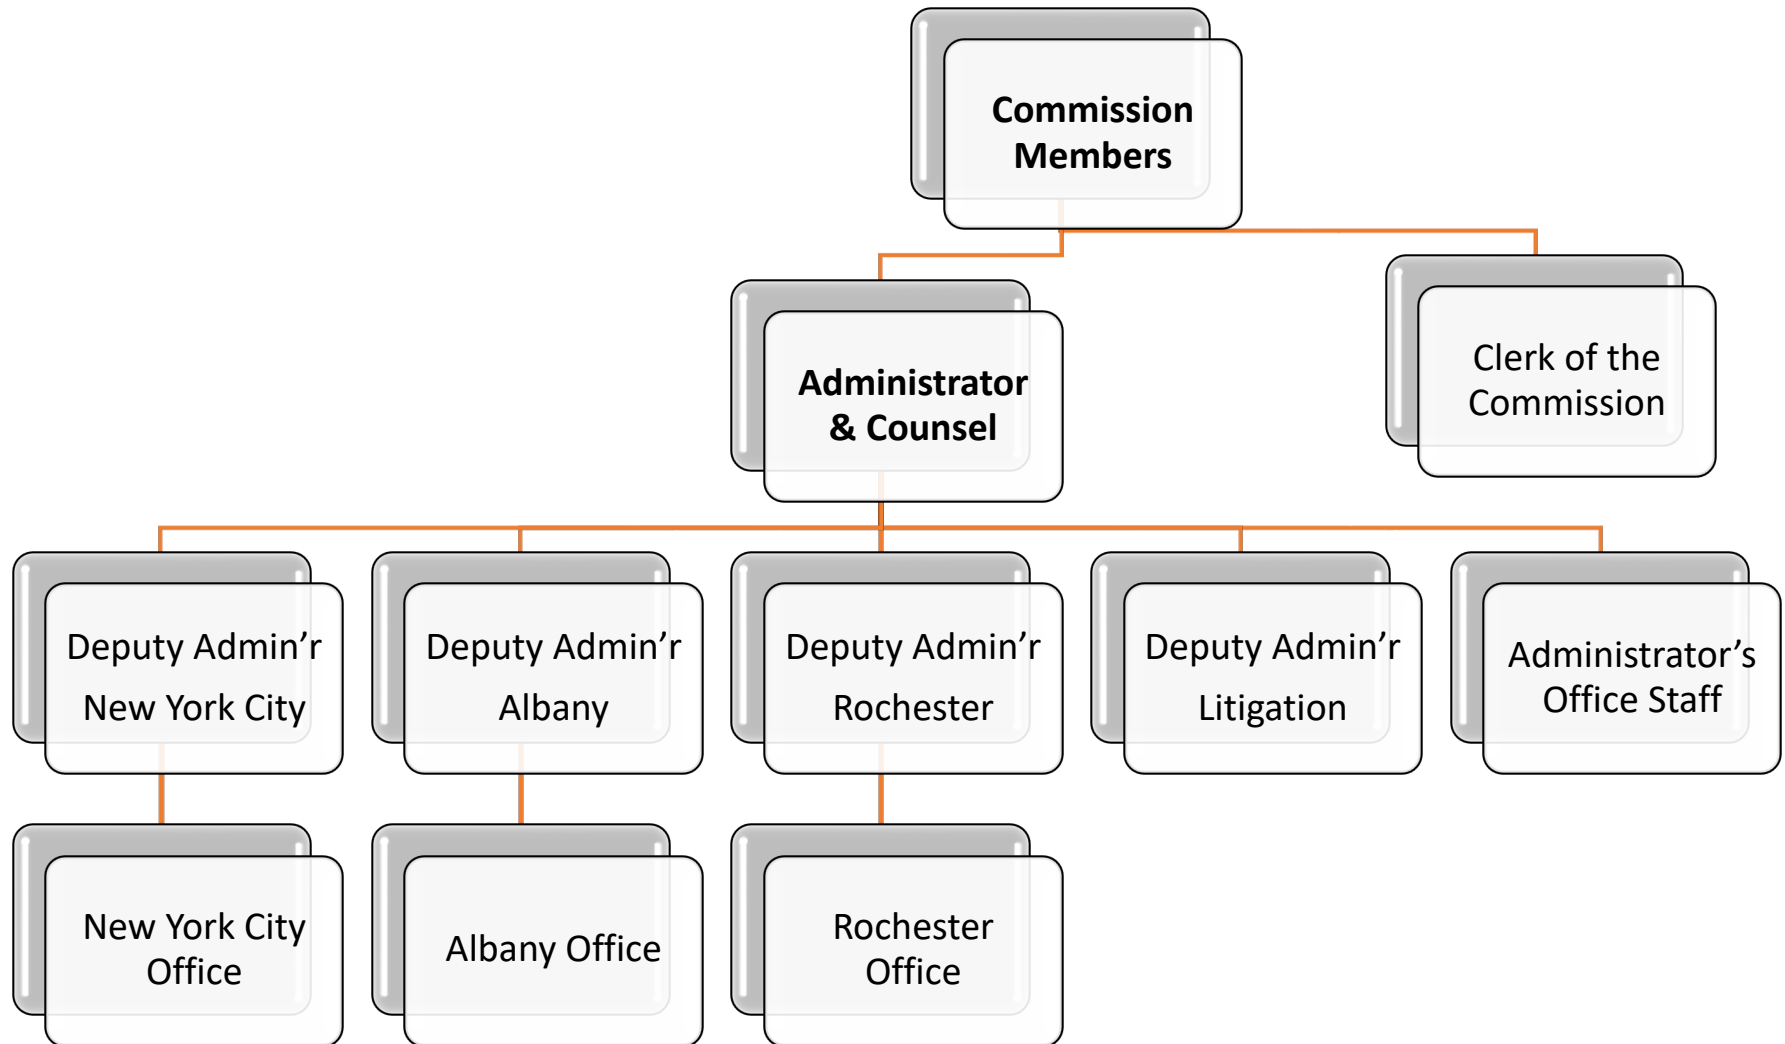 Commission
Members
Administrator
& Counsel
Clerk of the
Commission
Deputy Admin’r
New York City
Deputy Admin’r
Albany
Deputy Admin’r
Rochester
Deputy Admin’r
Litigation
Administrator’s
Office Staff
New York City
Office
Albany Office
Rochester
Office